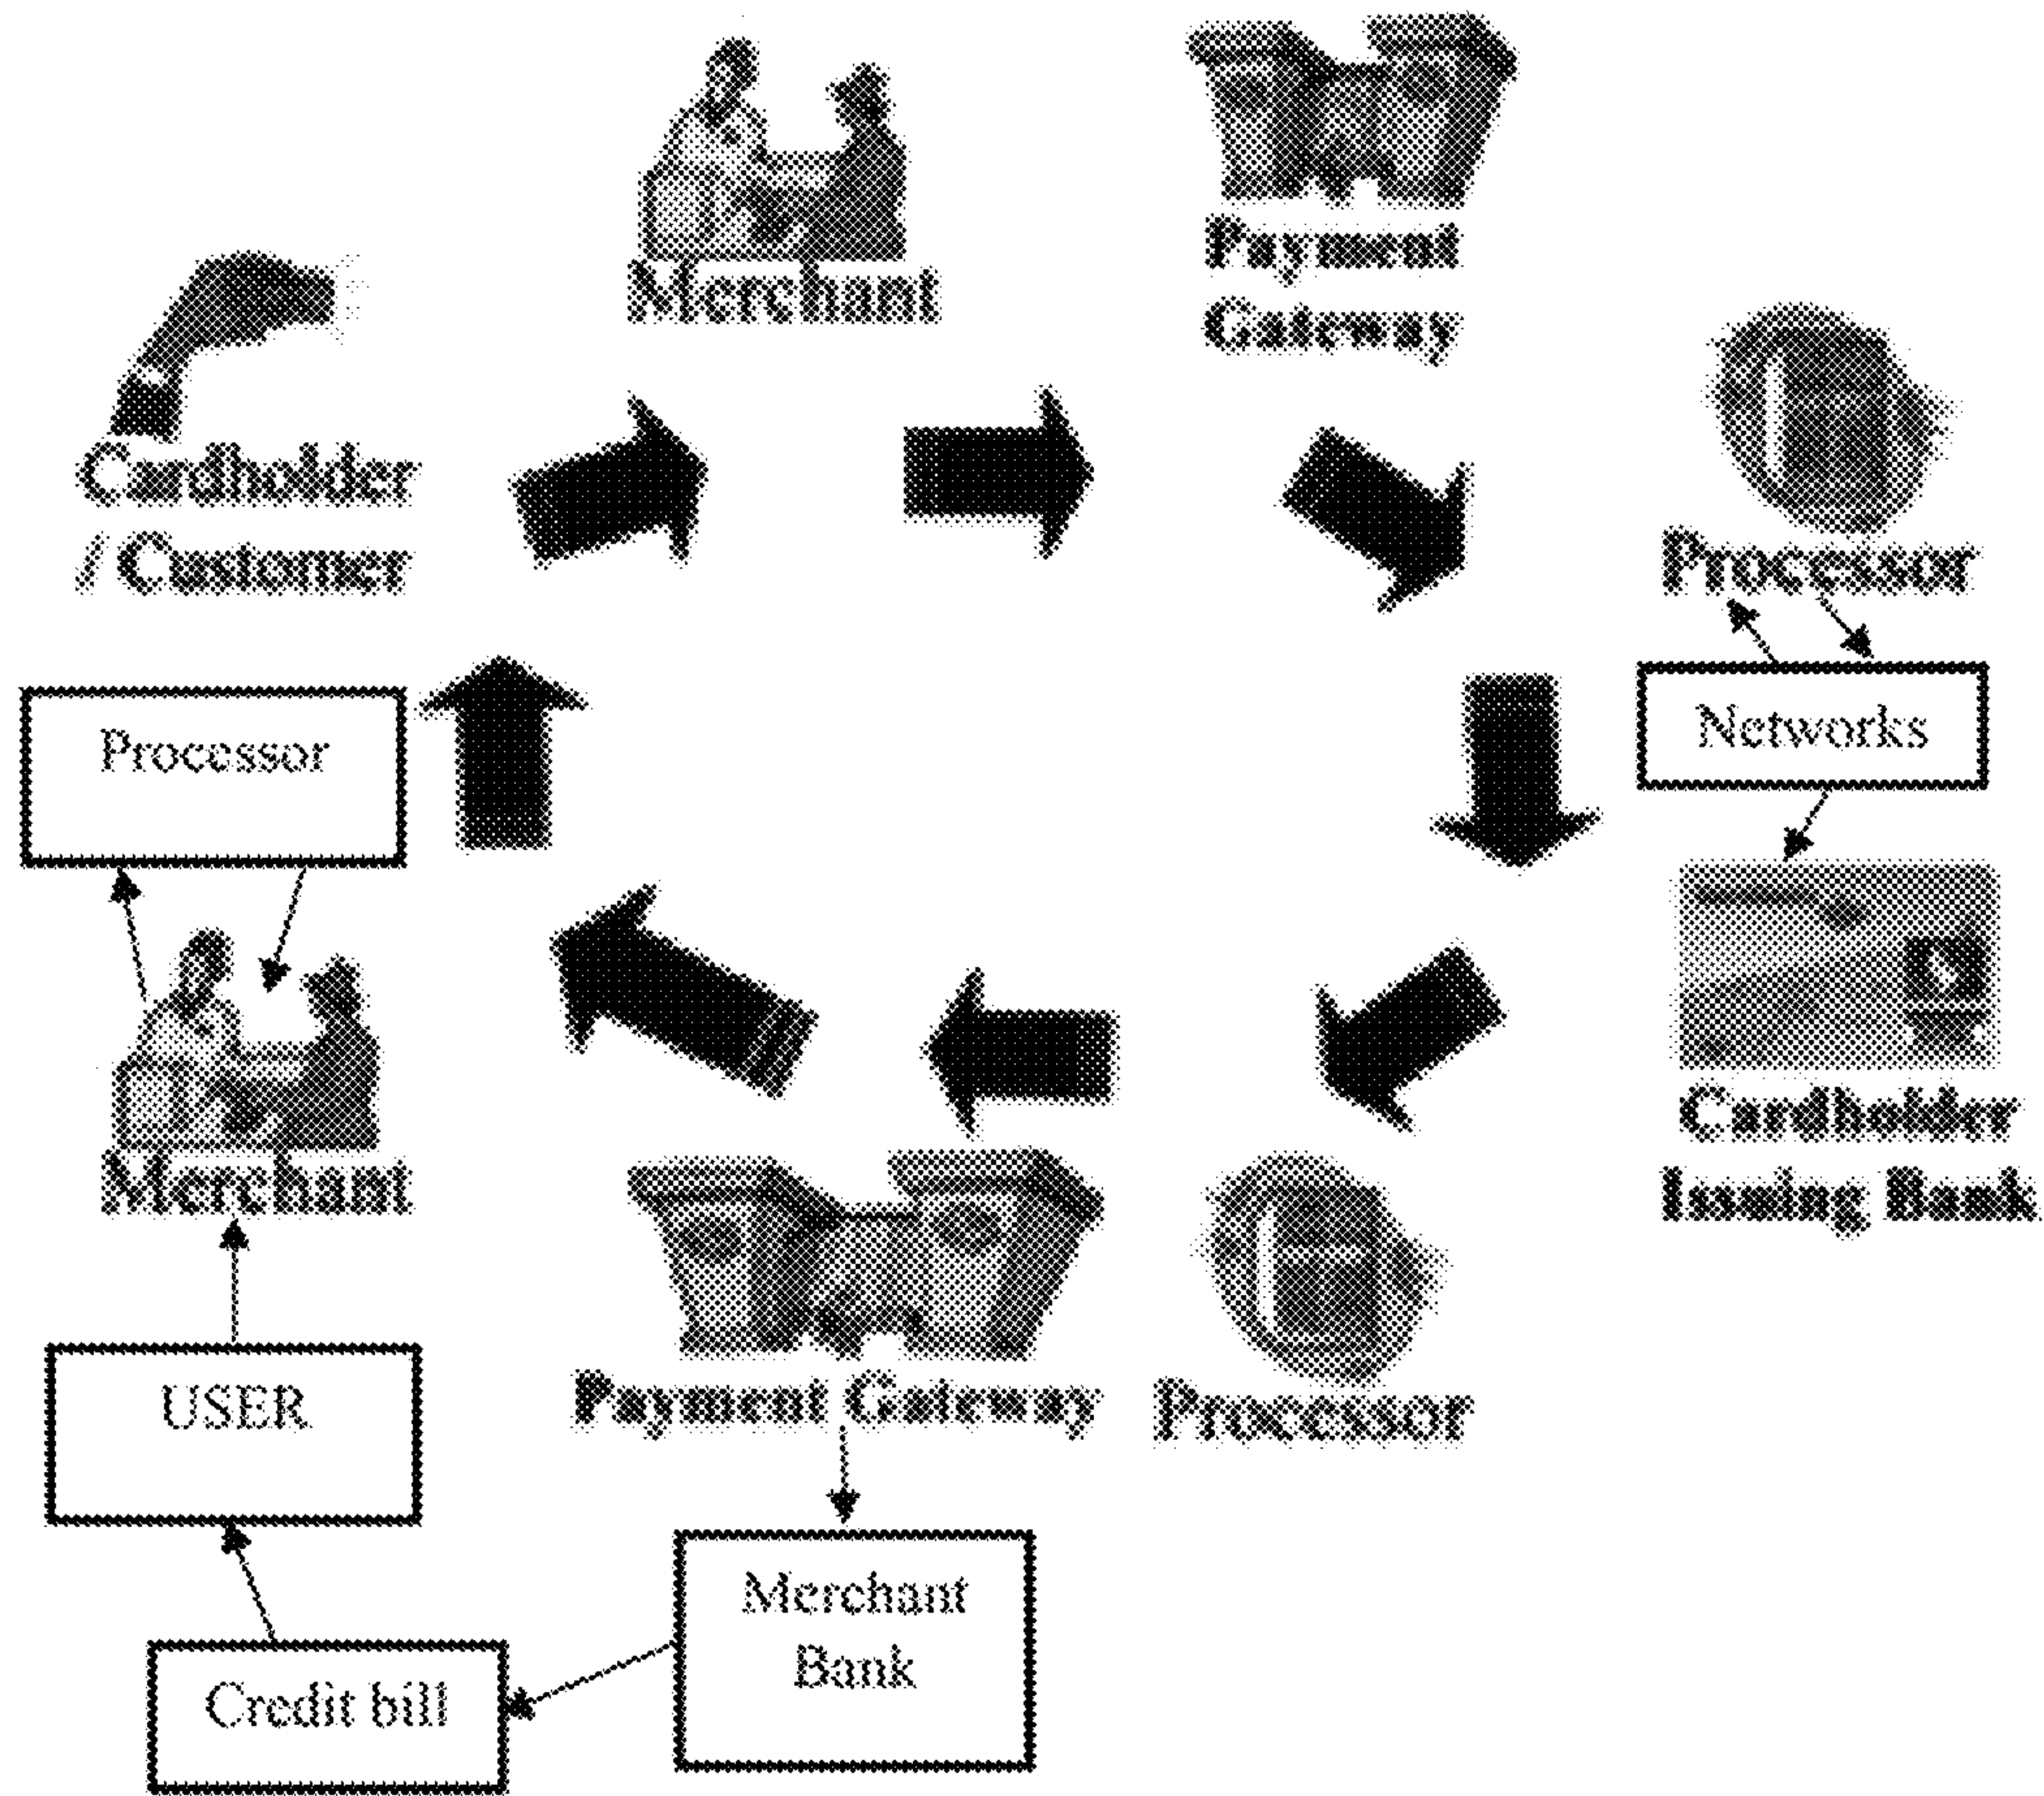 Merchant
Payment
Gateway
Cardholder
/ Customer
Processor
Networks
Processor
Cardholder
Issuing Bank
Merchant
Payment Gateway
Processor
USER
Merchant
Bank
Credit bill